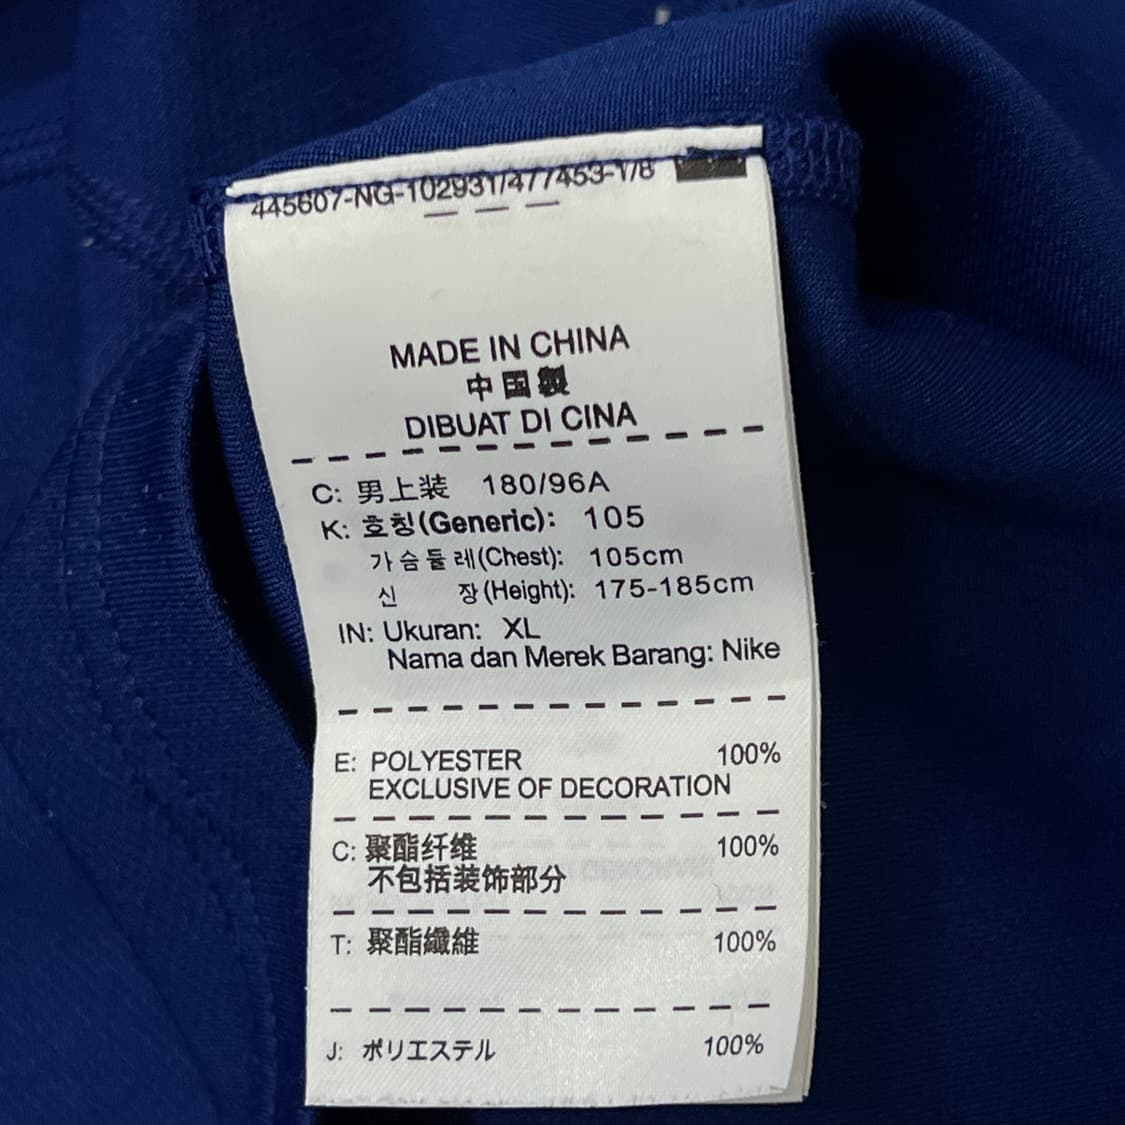 445607-NG-102931/477453-1/8
MADE IN CHINA
中国製
DIBUAT DI CINA
C: 男上装 180/96A
K: 호칭(Generic): 105
가슴둘레(Chest): 105cm
신 장(Height): 175-185cm
IN: Ukuran: XL
Nama dan Merek Barang: Nike
E: POLYESTER 100%
EXCLUSIVE OF DECORATION
C: 聚酯纤维 100%
不包括装饰部分
T: 聚酯纖維 100%
J: ポリエステル 100%